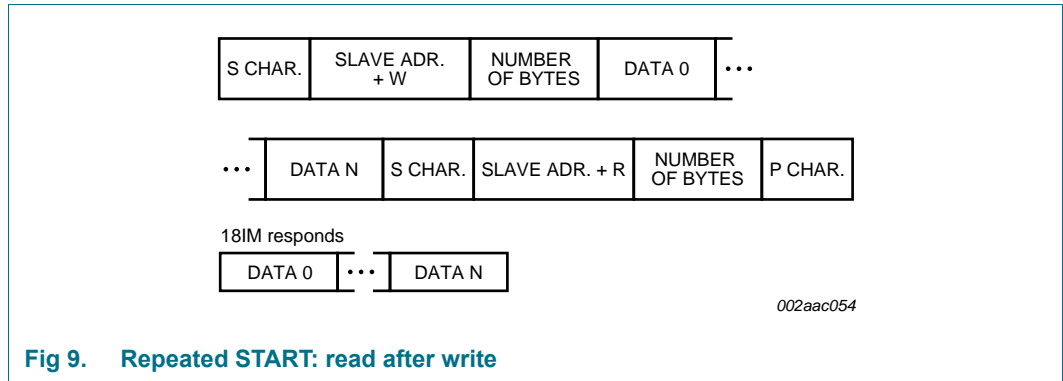 S CHAR. SLAVE ADR. + W NUMBER OF BYTES DATA 0 ...
... DATA N S CHAR. SLAVE ADR. + R NUMBER OF BYTES P CHAR.
18IM responds
DATA 0 ... DATA N
002aac054
Fig 9. Repeated START: read after write